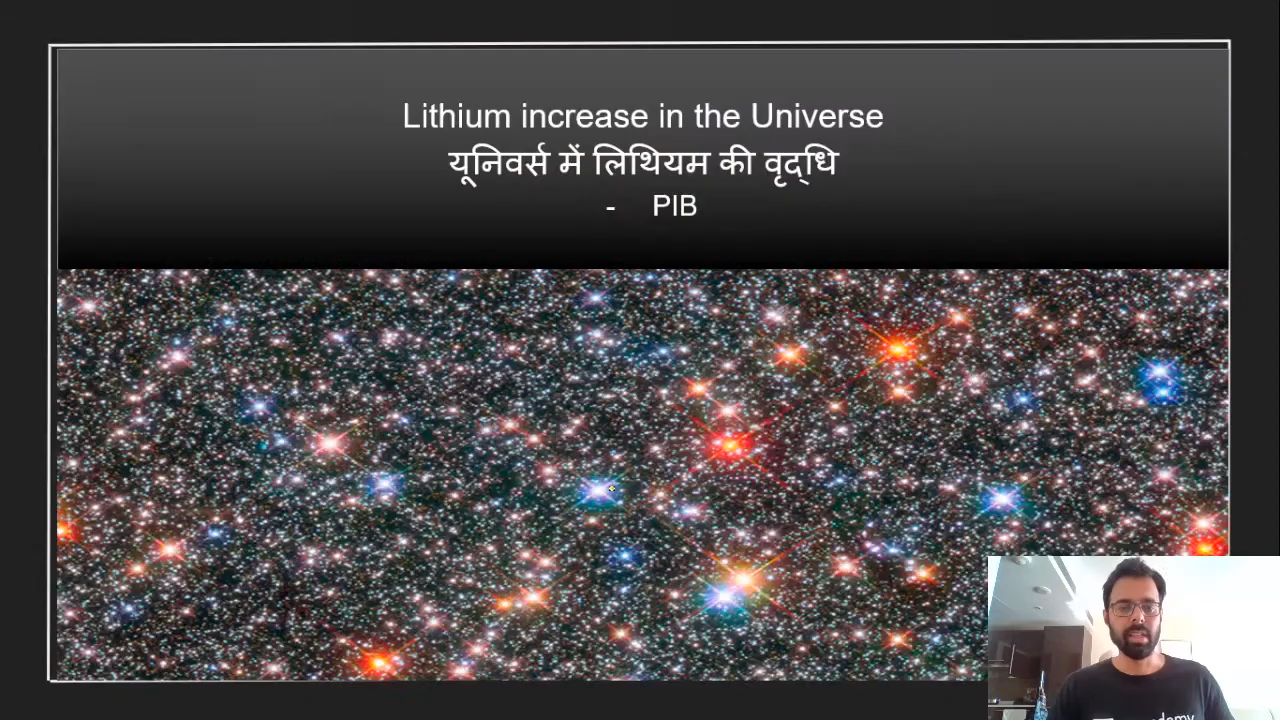 Lithium increase in the Universe
यूनिवर्स में लिथियम की वृद्धि
- PIB